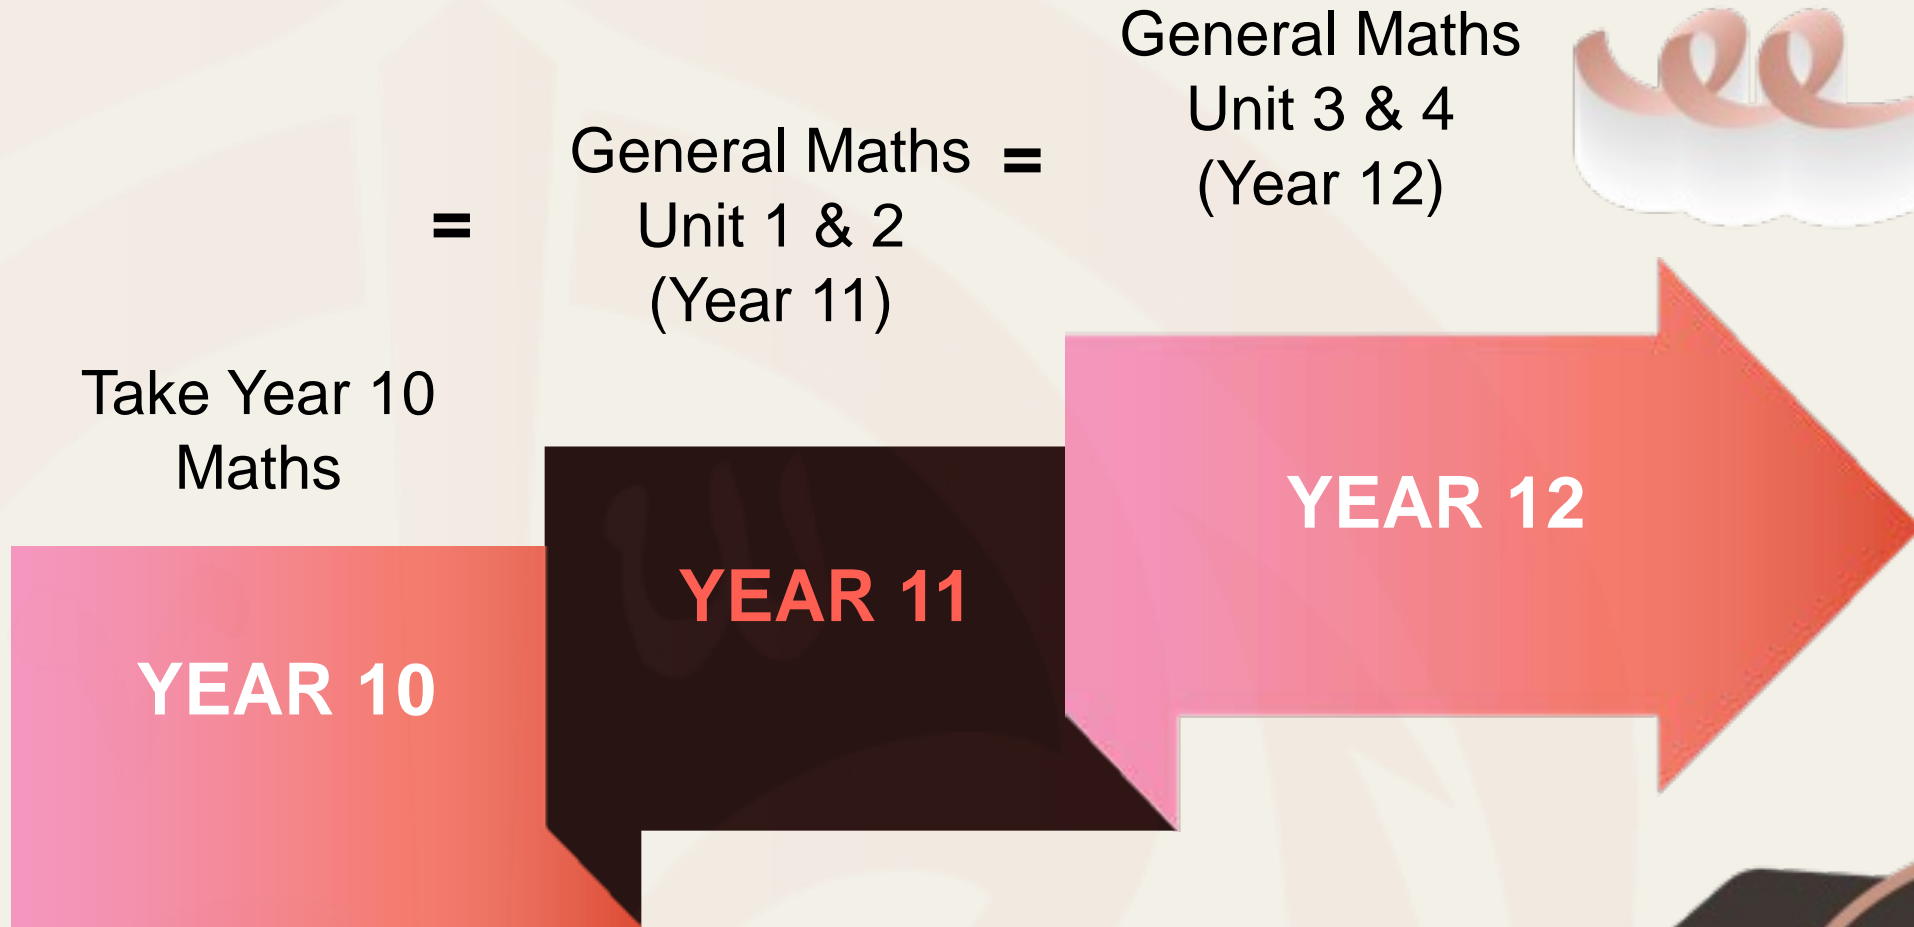 Take Year 10
Maths
=
General Maths
Unit 1 & 2
(Year 11)
=
General Maths
Unit 3 & 4
(Year 12)
YEAR 10
YEAR 11
YEAR 12